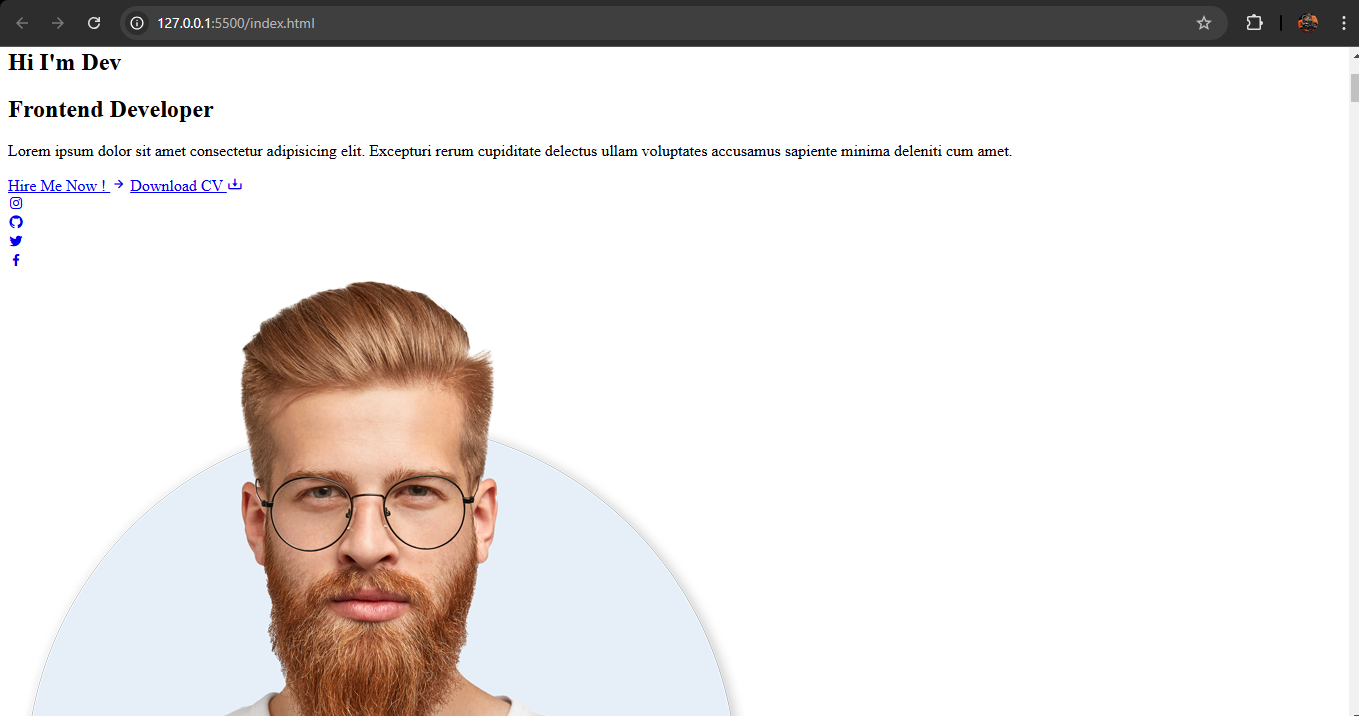 127.0.0.1:5500/index.html
Hi I'm Dev
Frontend Developer
Lorem ipsum dolor sit amet consectetur adipisicing elit. Excepturi rerum cupiditate delectus ullam voluptates accusamus sapiente minima deleniti cum amet.
Hire Me Now ! Download CV